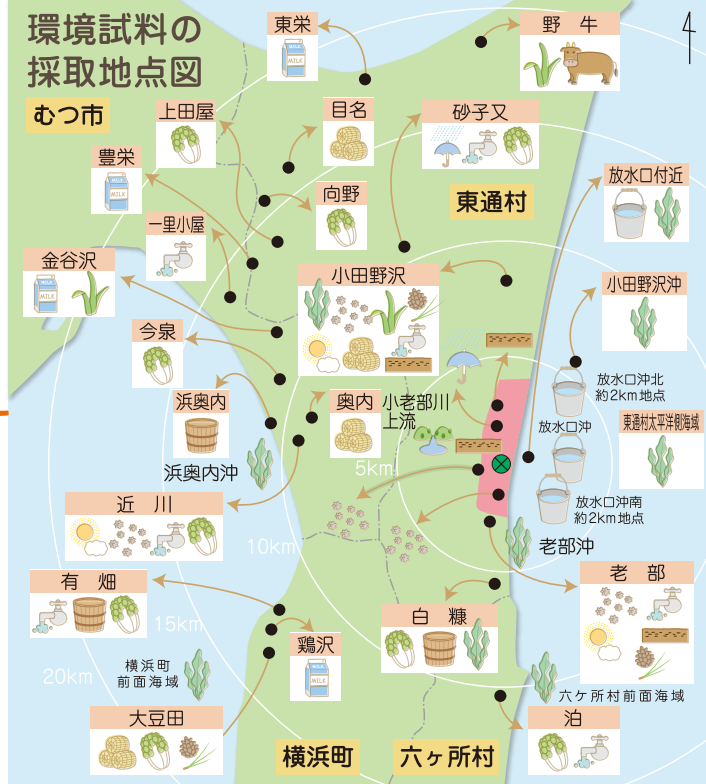 環境試料の
採取地点図
むつ市
東栄
MILK
野牛
上田屋
目名
砂子又
豊栄
MILK
向野
東通村
放水口付近
一里小屋
金谷沢
MILK
小田野沢
小田野沢沖
今泉
浜奥内
奥内
小老部川
上流
放水口沖北
約2km地点
放水口沖
東通村太平洋側海域
浜奥内沖
5km
近川
放水口沖南
約2km地点
10km
老部沖
有畑
老部
15km
白糠
鶏沢
MILK
横浜町
前面海域
20km
六ケ所村前面海域
大豆田
泊
横浜町
六ヶ所村